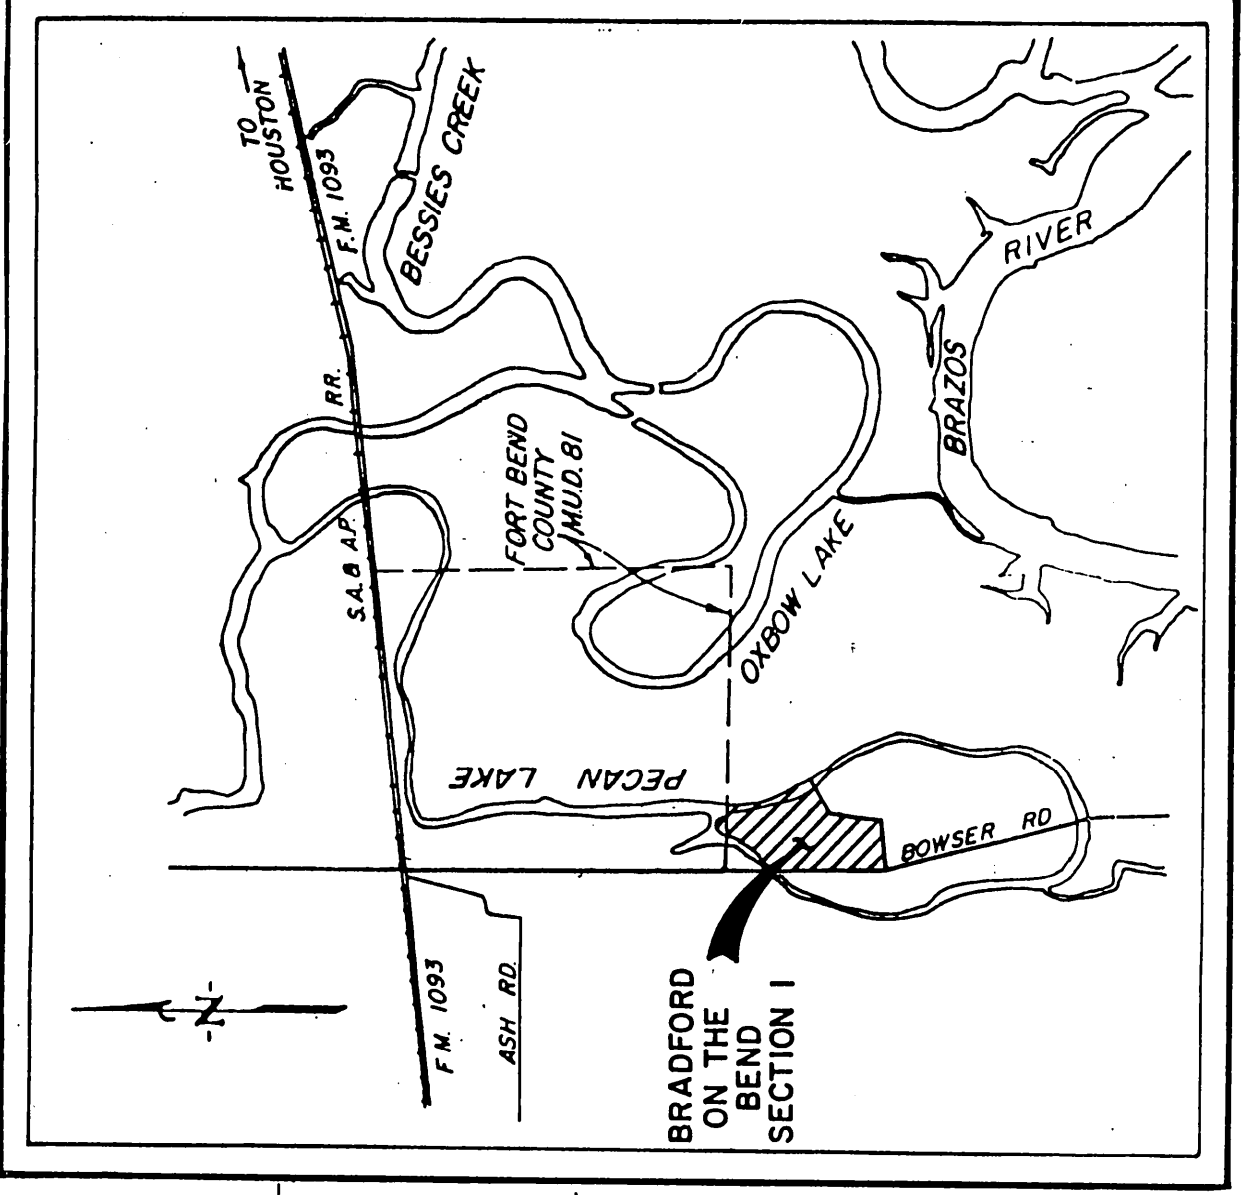 TO
HOUSTON
F.M. 1093
BESSIES CREEK
RR.
S.A. & A.P.
FORT BEND
COUNTY
M.U.D. 81
RIVER
BRAZOS
OXBOW LAKE
PECAN LAKE
BOWSER RD
N
F.M. 1093
ASH RD.
BRADFORD
ON THE
BEND
SECTION I